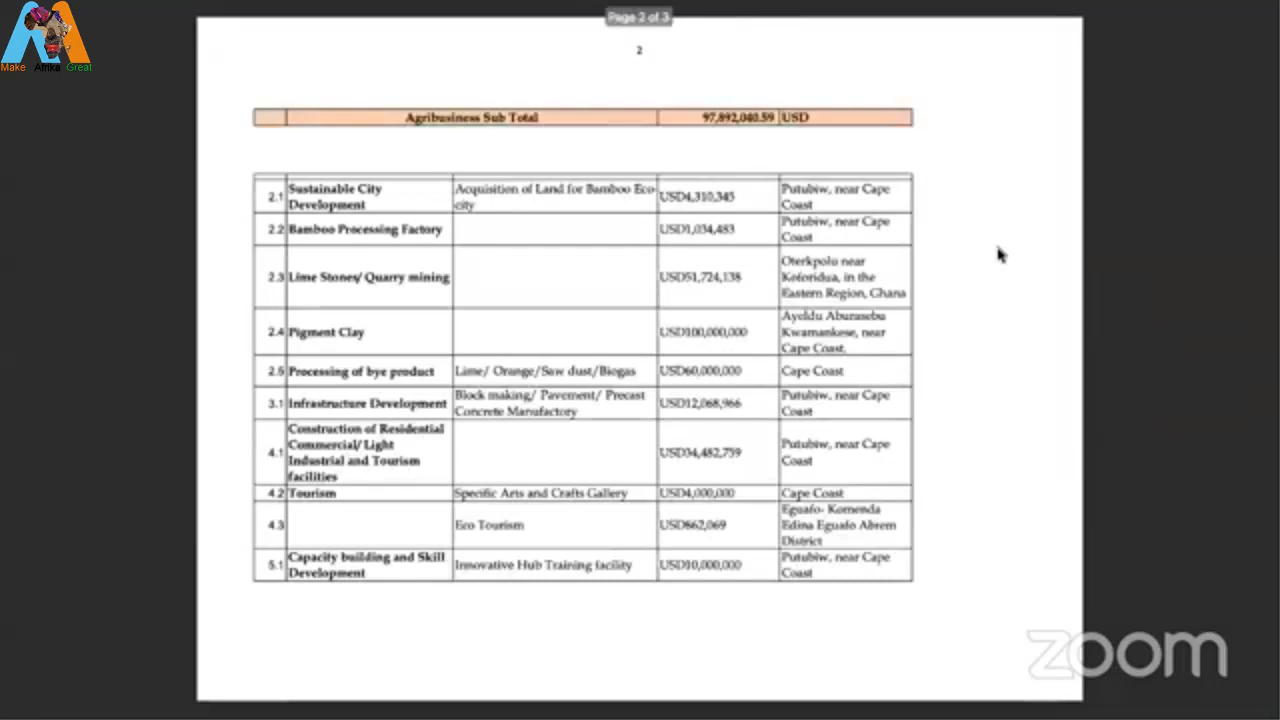 Make Afrika Great
Page 2 of 3
2
Agribusiness Sub Total 97,892,040.59 USD
2.1 Sustainable City Development Acquisition of Land for Bamboo Eco-city USD4,310,345 Putubiw, near Cape Coast
2.2 Bamboo Processing Factory USD1,034,483 Putubiw, near Cape Coast
2.3 Lime Stones/ Quarry mining USD51,724,138 Oterkpolu near Koforidua, in the Eastern Region, Ghana
2.4 Pigment Clay USD100,000,000 Ayeldu Aburasebu Kwamankese, near Cape Coast,
2.5 Processing of bye product Lime/ Orange/Saw dust/Biogas USD60,000,000 Cape Coast
3.1 Infrastructure Development Block making/ Pavement/ Precast Concrete Manufactory USD12,068,966 Putubiw, near Cape Coast
4.1 Construction of Residential Commercial/ Light Industrial and Tourism facilities USD34,482,759 Putubiw, near Cape Coast
4.2 Tourism Specific Arts and Crafts Gallery USD4,000,000 Cape Coast
4.3 Eco Tourism USD862,069 Eguafo- Komenda Edina Eguafo Abrem District
5.1 Capacity building and Skill Development Innovative Hub Training facility USD10,000,000 Putubiw, near Cape Coast
zoom